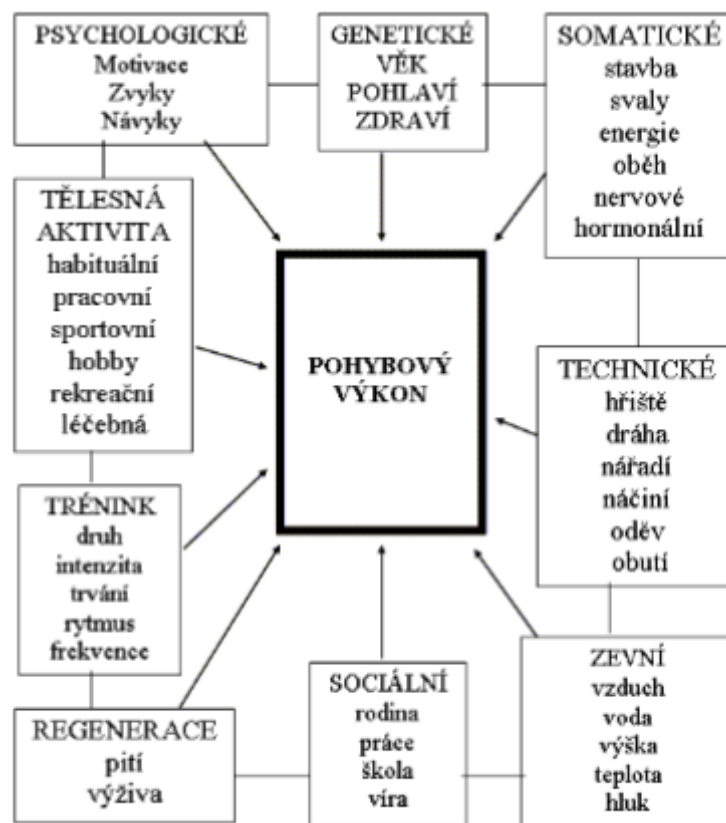 PSYCHOLOGICKÉ
Motivace
Zvyky
Návyky
GENETICKÉ
VĚK
POHLAVÍ
ZDRAVÍ
SOMATICKÉ
stavba
svaly
energie
oběh
nervové
hormonální
TĚLESNÁ
AKTIVITA
habituální
pracovní
sportovní
hobby
rekreační
léčebná
POHYBOVÝ
VÝKON
TECHNICKÉ
hřiště
dráha
nářadí
náčiní
oděv
obutí
TRÉNINK
druh
intenzita
trvání
rytmus
frekvence
REGENERACE
pití
výživa
SOCIÁLNÍ
rodina
práce
škola
víra
ZEVNÍ
vzduch
voda
výška
teplota
hluk